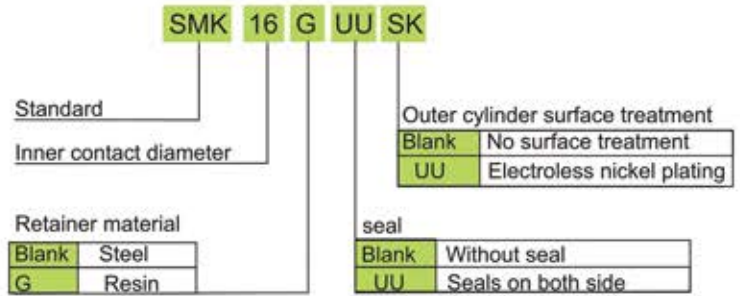 SMK 16 G UU SK
Standard
Inner contact diameter
Outer cylinder surface treatment
Blank No surface treatment
UU Electroless nickel plating
Retainer material
Blank Steel
G Resin
seal
Blank Without seal
UU Seals on both side